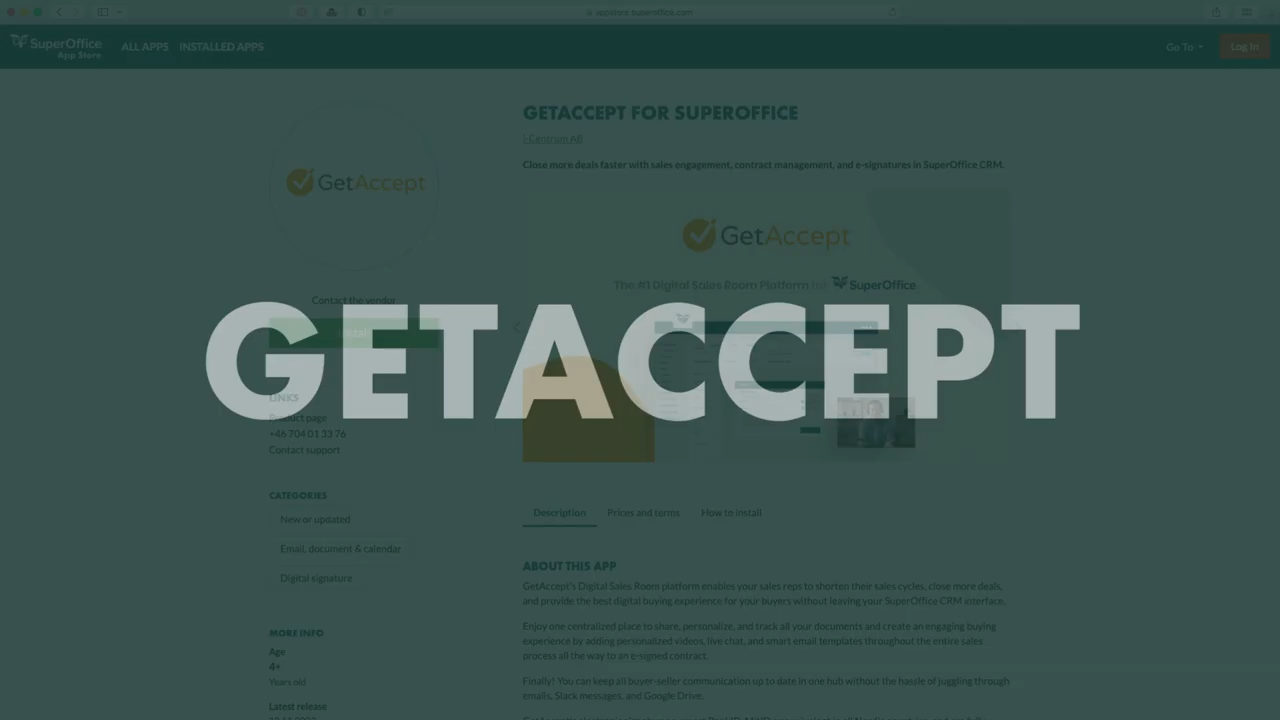 appstore.superoffice.com
SuperOffice
App Store
ALL APPS
INSTALLED APPS
Go To
Log In
GETACCEPT FOR SUPEROFFICE
i-Centrum AB
Close more deals faster with sales engagement, contract management, and e-signatures in SuperOffice CRM.
GetAccept
GetAccept
The #1 Digital Sales Room Platform for SuperOffice
Contact the vendor
GETACCEPT
LINKS
Product page
+46 704 01 33 76
Contact support
CATEGORIES
New or updated
Email, document & calendar
Digital signature
MORE INFO
Age
4+
Years old
Latest release
Description
Prices and terms
How to install
ABOUT THIS APP
GetAccept's Digital Sales Room platform enables your sales reps to shorten their sales cycles, close more deals,
and provide the best digital buying experience for your buyers without leaving your SuperOffice CRM interface.
Enjoy one centralized place to share, personalize, and track all your documents and create an engaging buying
experience by adding personalized videos, live chat, and smart email templates throughout the entire sales
process all the way to an e-signed contract.
Finally! You can keep all buyer-seller communication up to date in one hub without the hassle of juggling through
emails, Slack messages, and Google Drive.